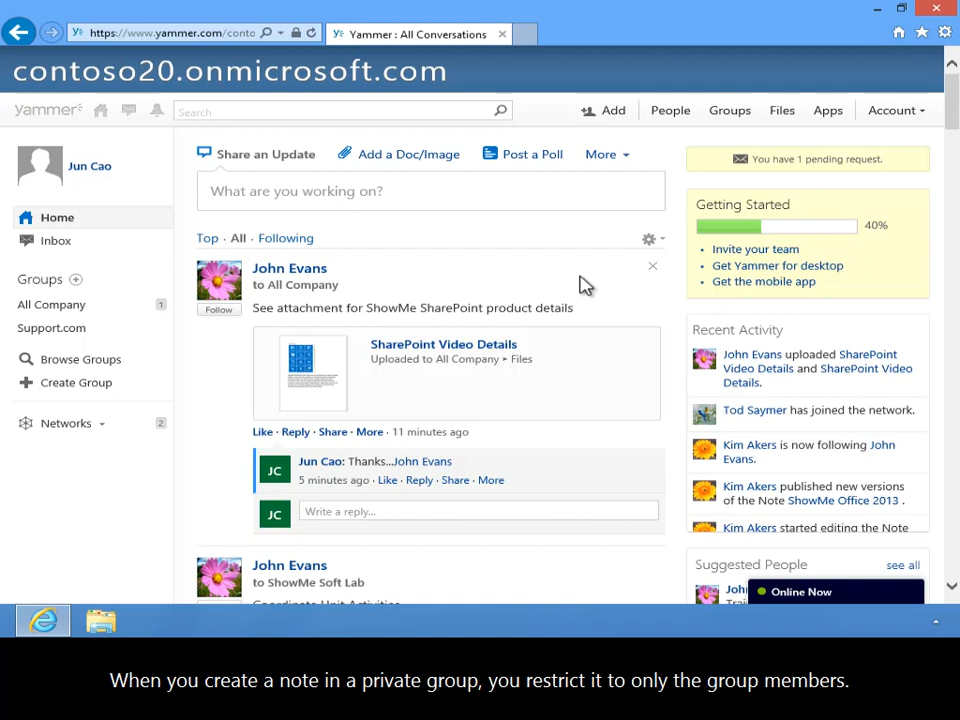 https://www.yammer.com/conto
Yammer : All Conversations
contoso20.onmicrosoft.com
yammer
Search
Add
People
Groups
Files
Apps
Account
Jun Cao
Home
Inbox
Groups
All Company 1
Support.com
Browse Groups
Create Group
Networks 2
Share an Update
Add a Doc/Image
Post a Poll
More
What are you working on?
Top · All · Following
John Evans
to All Company
Follow
See attachment for ShowMe SharePoint product details
SharePoint Video Details
Uploaded to All Company ▸ Files
Like · Reply · Share · More · 11 minutes ago
JC
Jun Cao: Thanks...John Evans
5 minutes ago · Like · Reply · Share · More
JC
Write a reply...
John Evans
to ShowMe Soft Lab
Coordinate Unit Activities
You have 1 pending request.
Getting Started
40%
• Invite your team
• Get Yammer for desktop
• Get the mobile app
Recent Activity
John Evans uploaded SharePoint
Video Details and SharePoint Video
Details.
Tod Saymer has joined the network.
Kim Akers is now following John
Evans.
Kim Akers published new versions
of the Note ShowMe Office 2013 .
Kim Akers started editing the Note
Suggested People
see all
Online Now
When you create a note in a private group, you restrict it to only the group members.